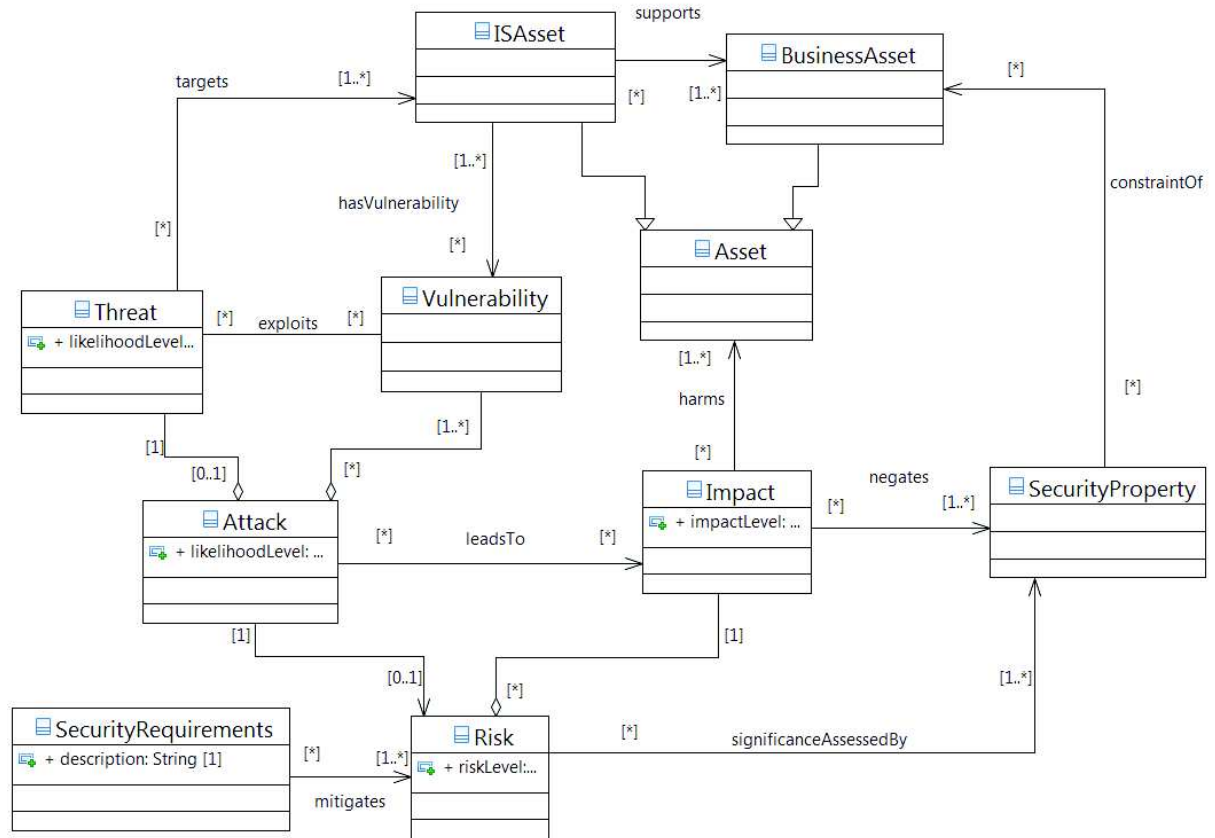 supports
ISAsset
BusinessAsset
targets
[1..*]
[*]
[1..*]
[*]
[1..*]
constraintOf
hasVulnerability
[*]
[*]
Asset
Threat
+ likelihoodLevel...
[*]
exploits
[*]
Vulnerability
[1..*]
harms
[*]
[1]
[1..*]
[0..1]
[*]
[*]
Attack
+ likelihoodLevel: ...
Impact
+ impactLevel: ...
negates
[*]
[1..*]
SecurityProperty
[*]
leadsTo
[*]
[1]
[1]
[0..1]
[*]
[1..*]
SecurityRequirements
+ description: String [1]
[*]
[1..*]
mitigates
Risk
+ riskLevel:...
[*]
significanceAssessedBy